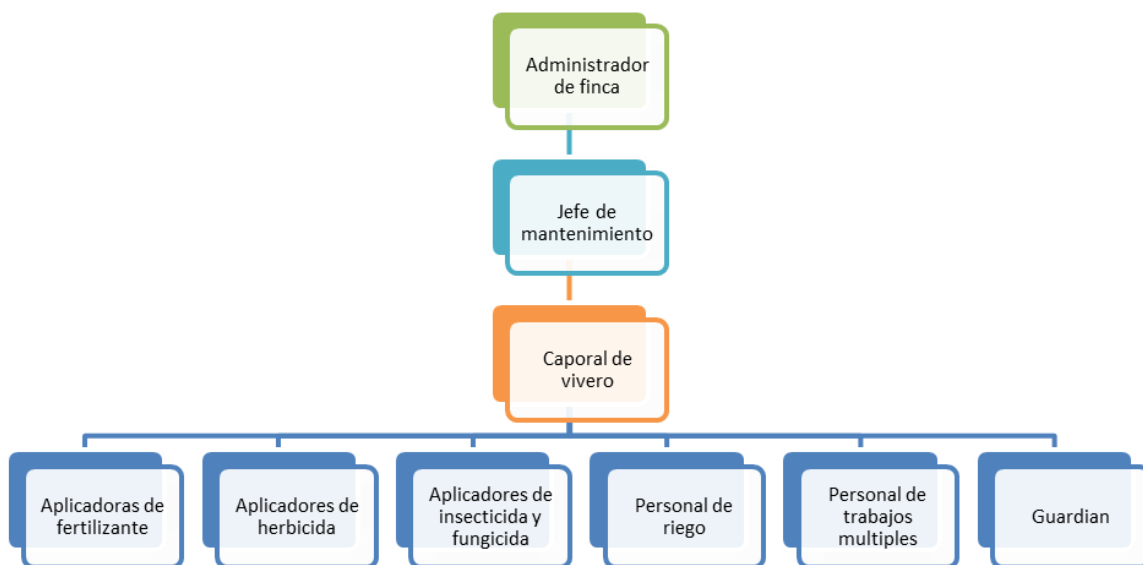 Administrador
de finca
Jefe de
mantenimiento
Caporal de
vivero
Aplicadoras de
fertilizante
Aplicadores de
herbicida
Aplicadores de
insecticida y
fungicida
Personal de
riego
Personal de
trabajos
multiples
Guardian